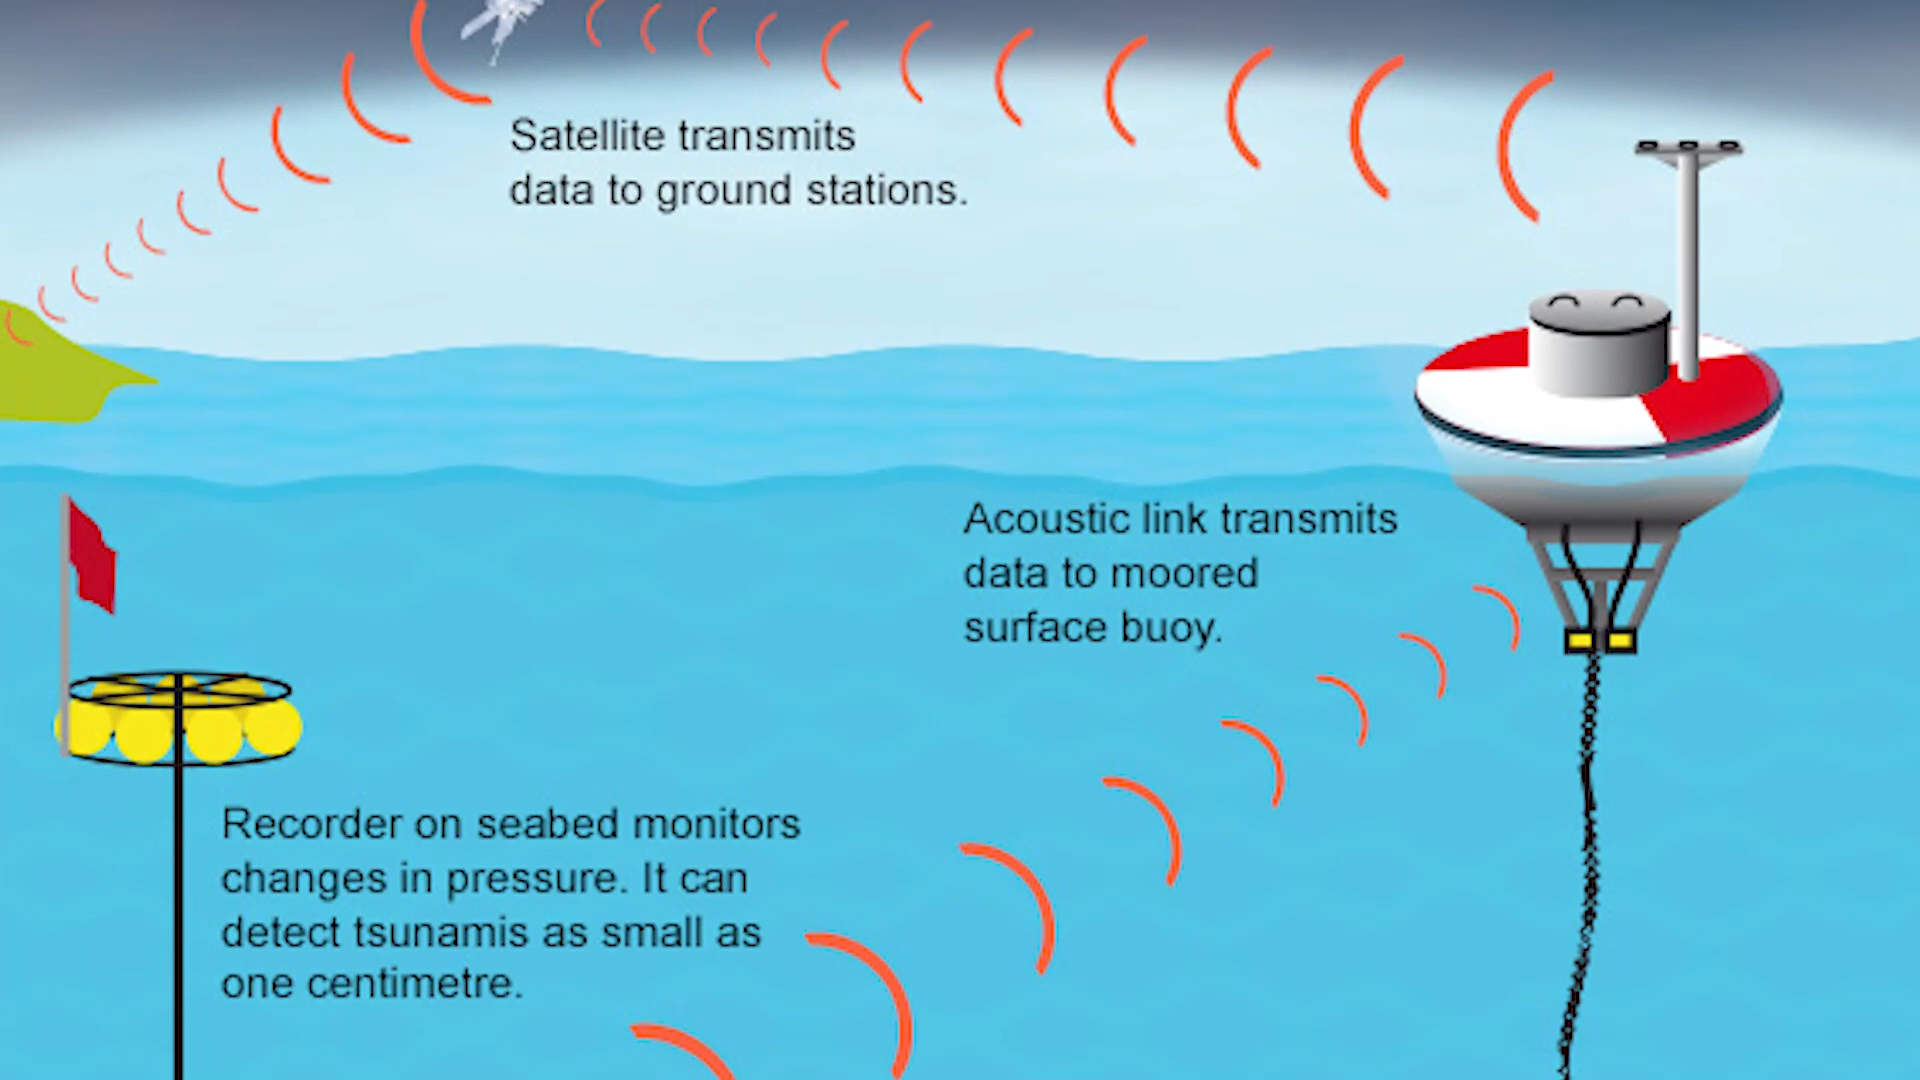 Satellite transmits
data to ground stations.
Acoustic link transmits
data to moored
surface buoy.
Recorder on seabed monitors
changes in pressure. It can
detect tsunamis as small as
one centimetre.